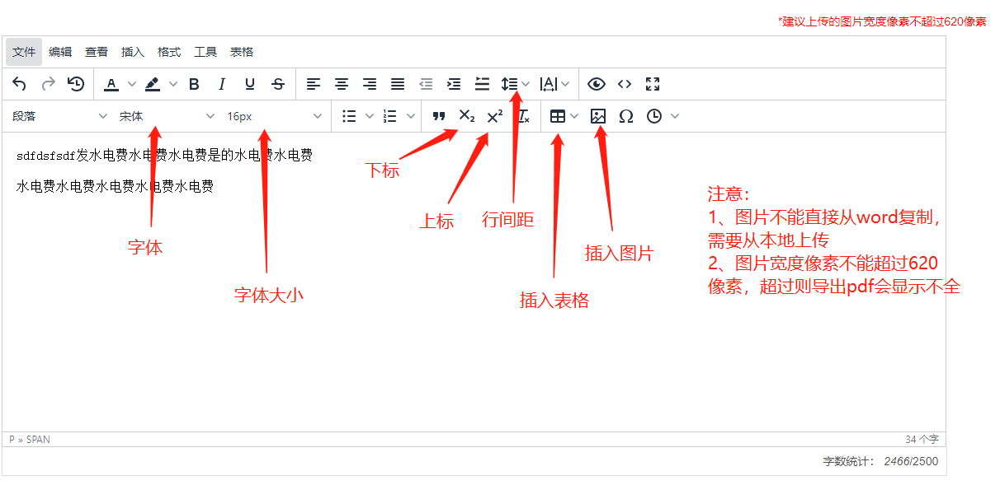 *建议上传的图片宽度像素不超过620像素
文件 编辑 查看 插入 格式 工具 表格
段落 宋体 16px
sdfdsfsdf发水电费水电费水电费是的水电费水电费
水电费水电费水电费水电费水电费
下标
上标
行间距
字体
字体大小
插入图片
插入表格
注意：
1、图片不能直接从word复制，
需要从本地上传
2、图片宽度像素不能超过620
像素，超过则导出pdf会显示不全
P » SPAN
34 个字
字数统计： 2466/2500